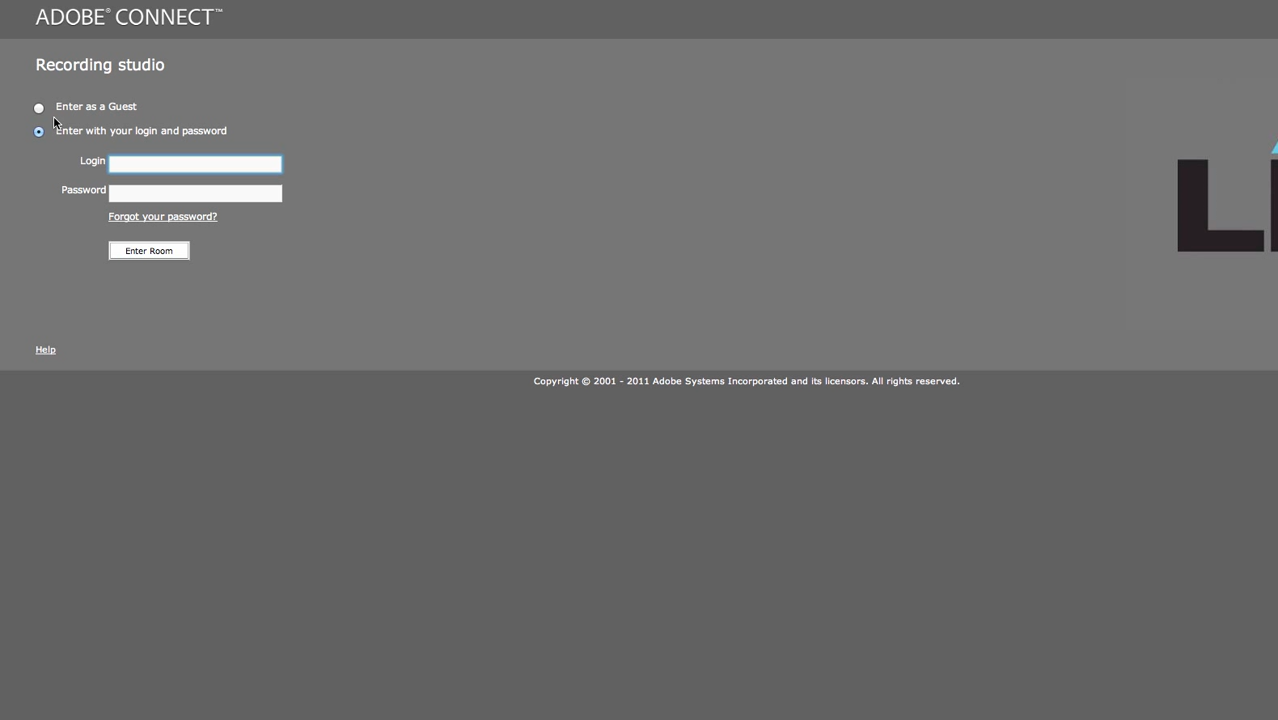 ADOBE® CONNECT™
Recording studio
Enter as a Guest
Enter with your login and password
Login
Password
Forgot your password?
Enter Room
Help
Copyright © 2001 - 2011 Adobe Systems Incorporated and its licensors. All rights reserved.